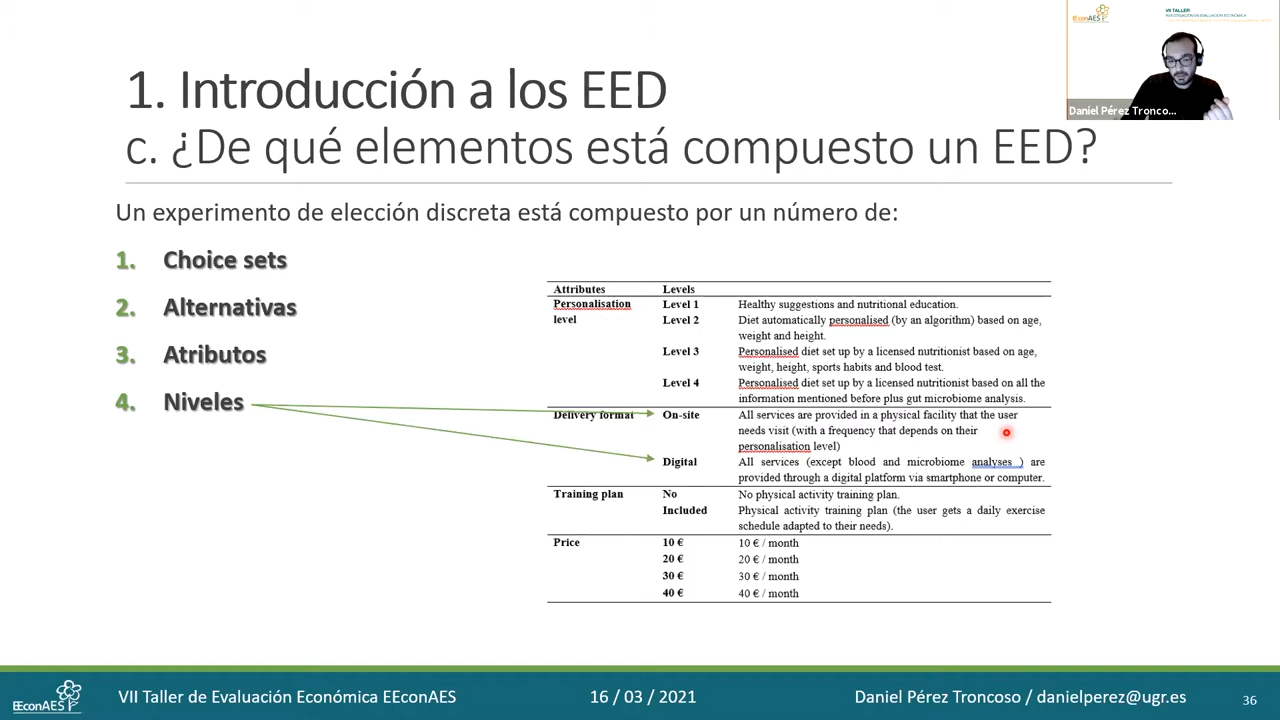 EEconAES
VII TALLER
INVESTIGACIÓN EN EVALUACIÓN ECONÓMICA
Daniel Pérez Tronco...
1. Introducción a los EED
c. ¿De qué elementos está compuesto un EED?
Un experimento de elección discreta está compuesto por un número de:
1. Choice sets
2. Alternativas
3. Atributos
4. Niveles
Attributes Levels
Personalisation level Level 1 Healthy suggestions and nutritional education.
Level 2 Diet automatically personalised (by an algorithm) based on age,
weight and height.
Level 3 Personalised diet set up by a licensed nutritionist based on age,
weight, height, sports habits and blood test.
Level 4 Personalised diet set up by a licensed nutritionist based on all the
information mentioned before plus gut microbiome analysis.
Delivery format On-site All services are provided in a physical facility that the user
needs visit (with a frequency that depends on their
personalisation level)
Digital All services (except blood and microbiome analyses ) are
provided through a digital platform via smartphone or computer.
Training plan No No physical activity training plan.
Included Physical activity training plan (the user gets a daily exercise
schedule adapted to their needs).
Price 10 € 10 € / month
20 € 20 € / month
30 € 30 € / month
40 € 40 € / month
EEconAES
VII Taller de Evaluación Económica EEconAES
16 / 03 / 2021
Daniel Pérez Troncoso / danielperez@ugr.es
36